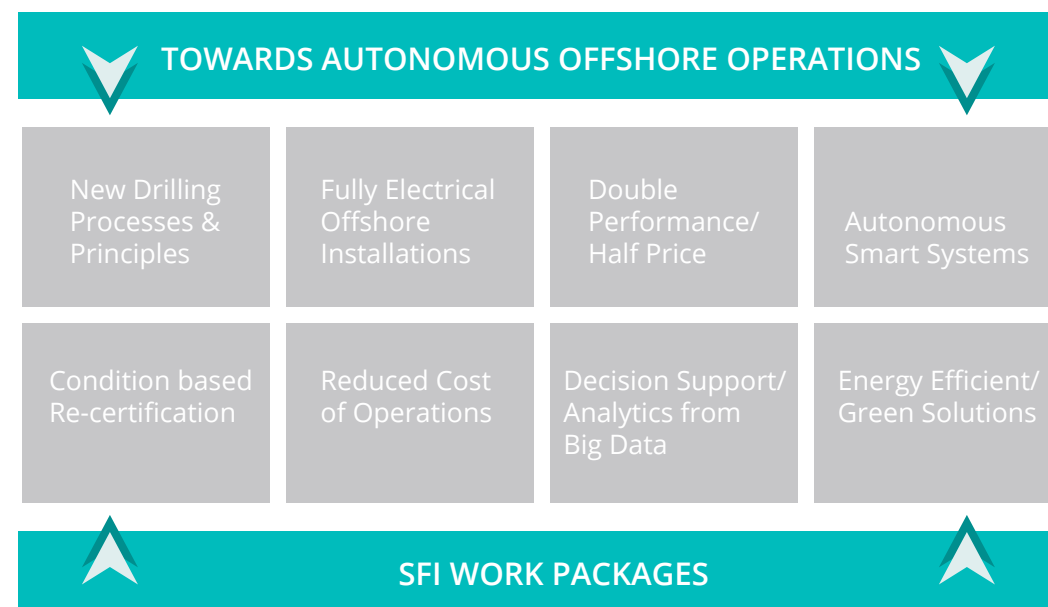 TOWARDS AUTONOMOUS OFFSHORE OPERATIONS
New Drilling
Processes &
Principles
Fully Electrical
Offshore
Installations
Double
Performance/
Half Price
Autonomous
Smart Systems
Condition based
Re-certification
Reduced Cost
of Operations
Decision Support/
Analytics from
Big Data
Energy Efficient/
Green Solutions
SFI WORK PACKAGES